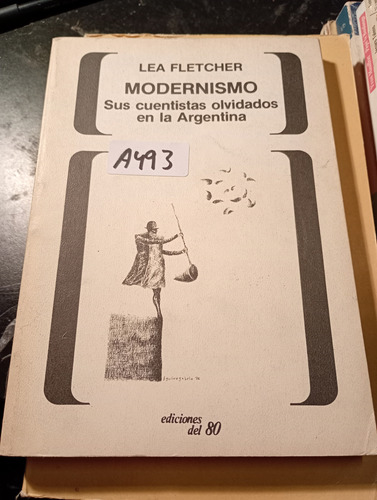 LEA FLETCHER
MODERNISMO
Sus cuentistas olvidados
en la Argentina
A493
ediciones
del 80